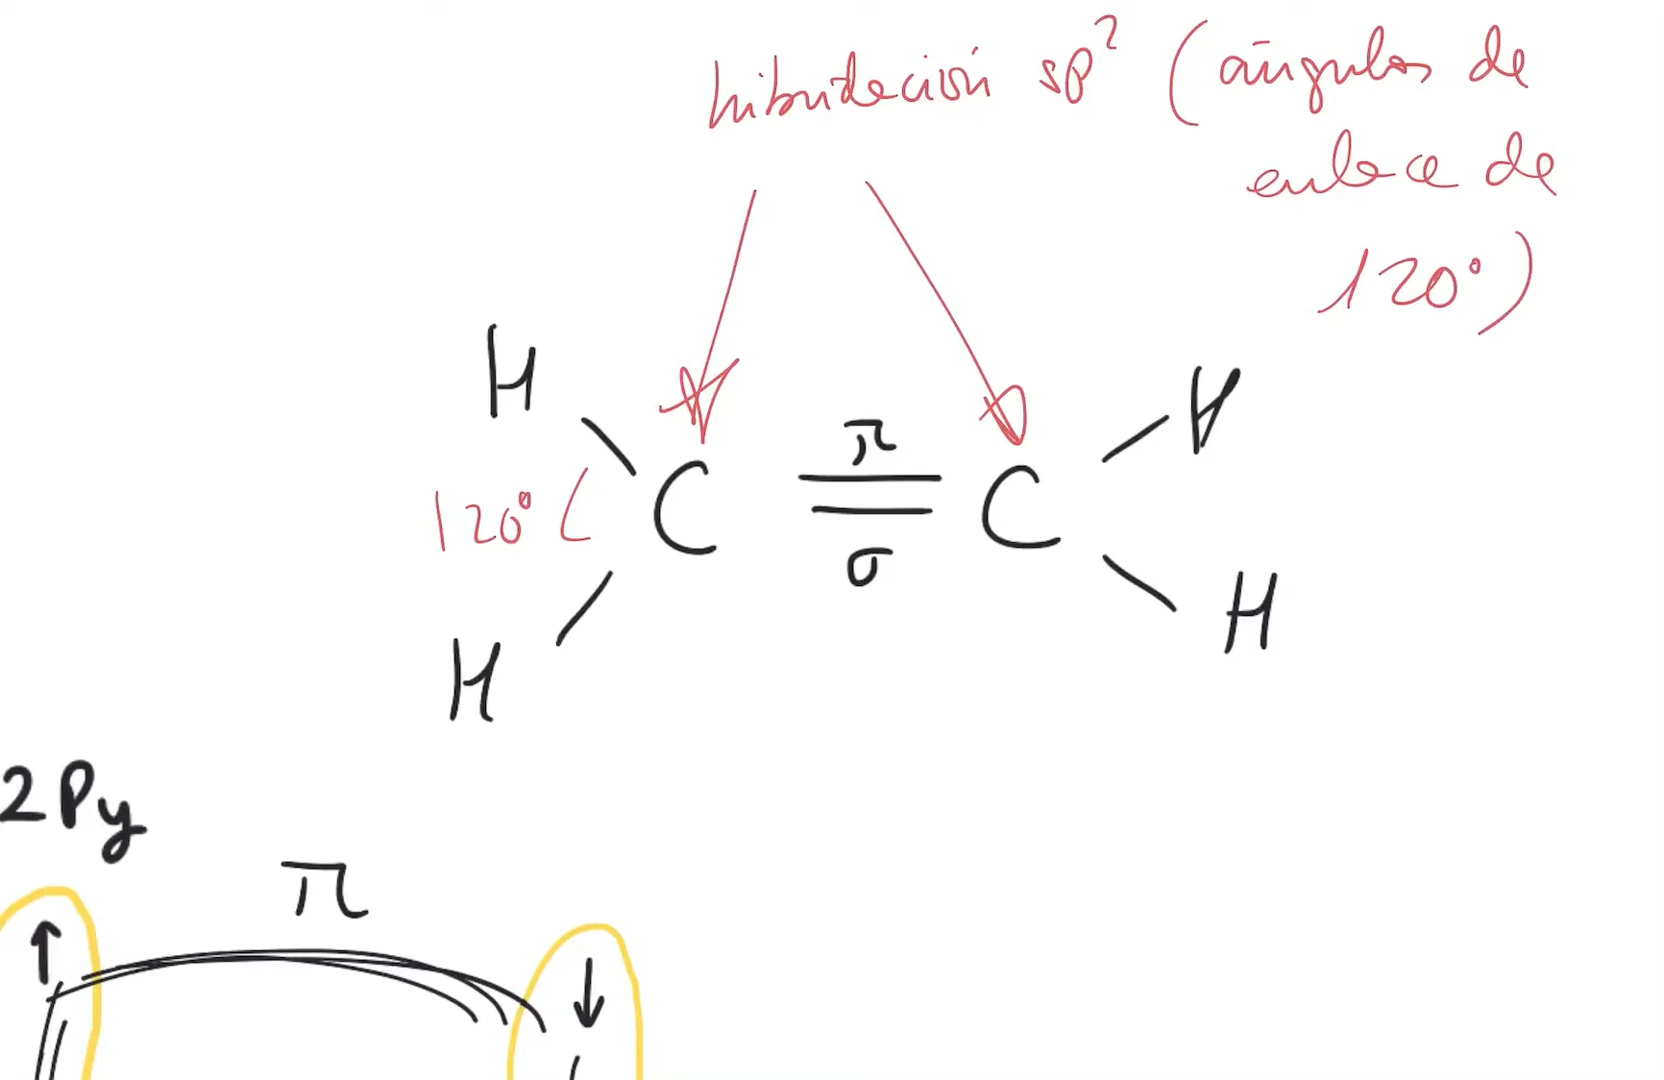 hibridación sp² (ángulos de
enlace de
120°)
H
H
π
120° C C
σ
H
H
2Py
π